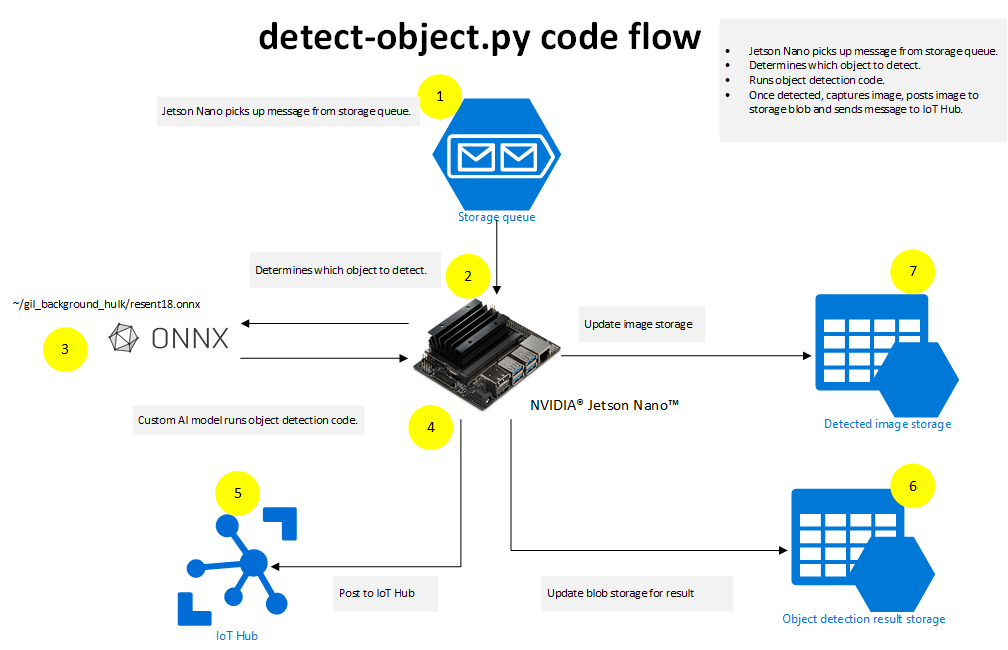 detect-object.py code flow
• Jetson Nano picks up message from storage queue.
• Determines which object to detect.
• Runs object detection code.
• Once detected, captures image, posts image to
storage blob and sends message to IoT Hub.
1
Jetson Nano picks up message from storage queue.
Storage queue
Determines which object to detect.
2
7
~/gil_background_hulk/resent18.onnx
Update image storage
3
ONNX
NVIDIA® Jetson Nano™
Custom AI model runs object detection code.
4
Detected image storage
5
6
Post to IoT Hub
Update blob storage for result
Object detection result storage
IoT Hub